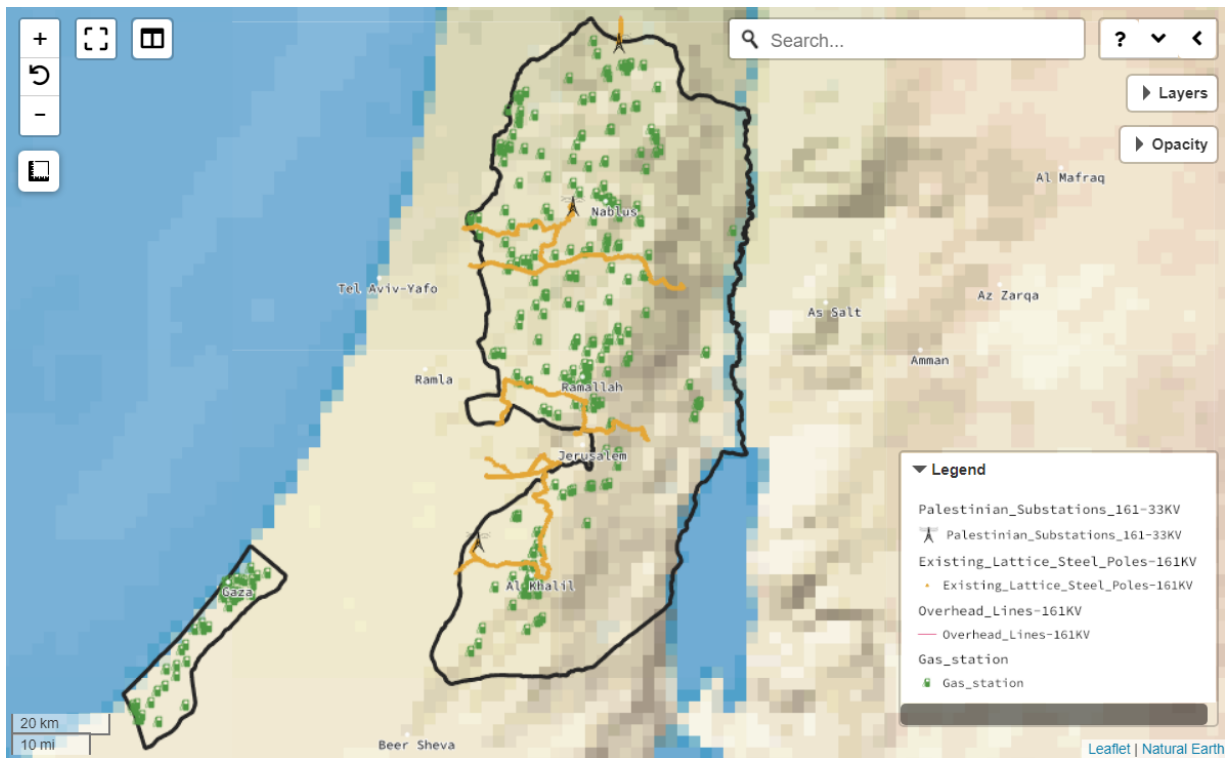 +
−
Search...
?
Layers
Opacity
Al Mafraq
Nablus
Tel Aviv-Yafo
Az Zarqa
As Salt
Amman
Ramla
Ramallah
Jerusalem
Al Khalil
Gaza
Beer Sheva
Legend
Palestinian_Substations_161-33KV
Palestinian_Substations_161-33KV
Existing_Lattice_Steel_Poles-161KV
Existing_Lattice_Steel_Poles-161KV
Overhead_Lines-161KV
Overhead_Lines-161KV
Gas_station
Gas_station
20 km
10 mi
Leaflet | Natural Earth